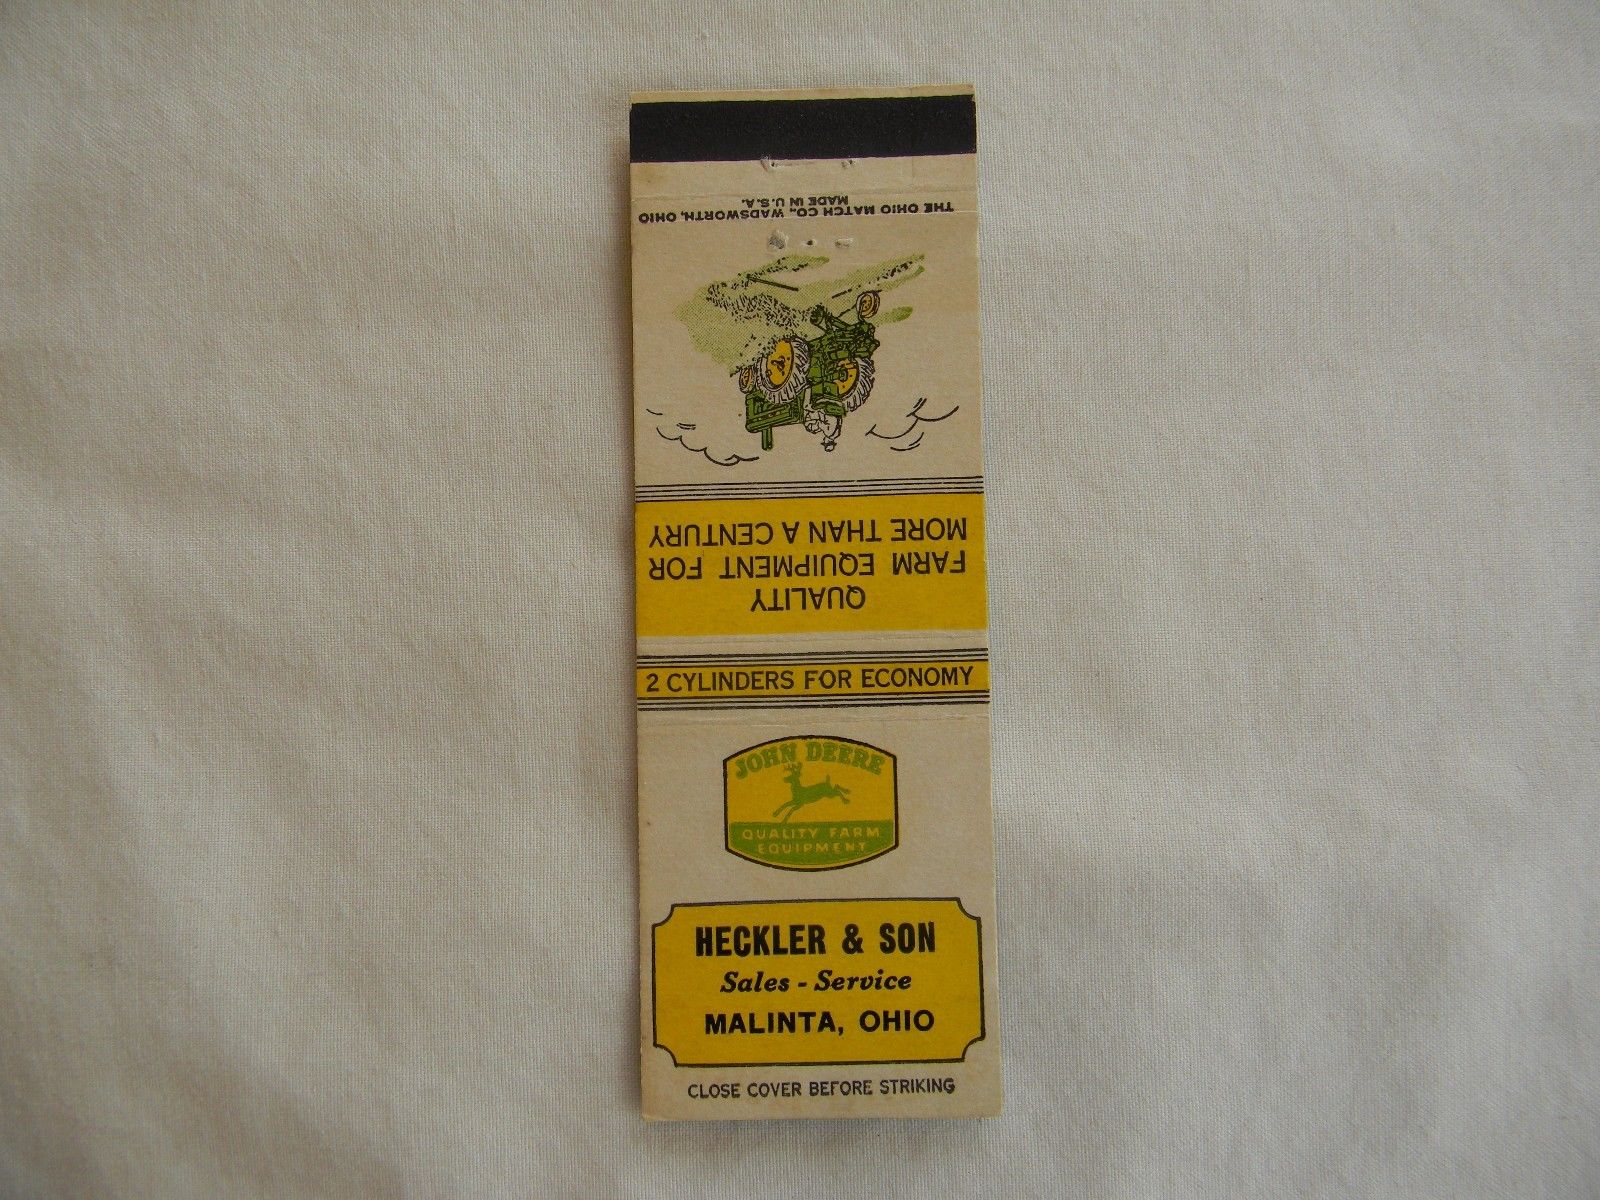 THE OHIO MATCH CO., WADSWORTH, OHIO
MADE IN U.S.A.
QUALITY
FARM EQUIPMENT FOR
MORE THAN A CENTURY
2 CYLINDERS FOR ECONOMY
JOHN DEERE
QUALITY FARM
EQUIPMENT
HECKLER & SON
Sales - Service
MALINTA, OHIO
CLOSE COVER BEFORE STRIKING